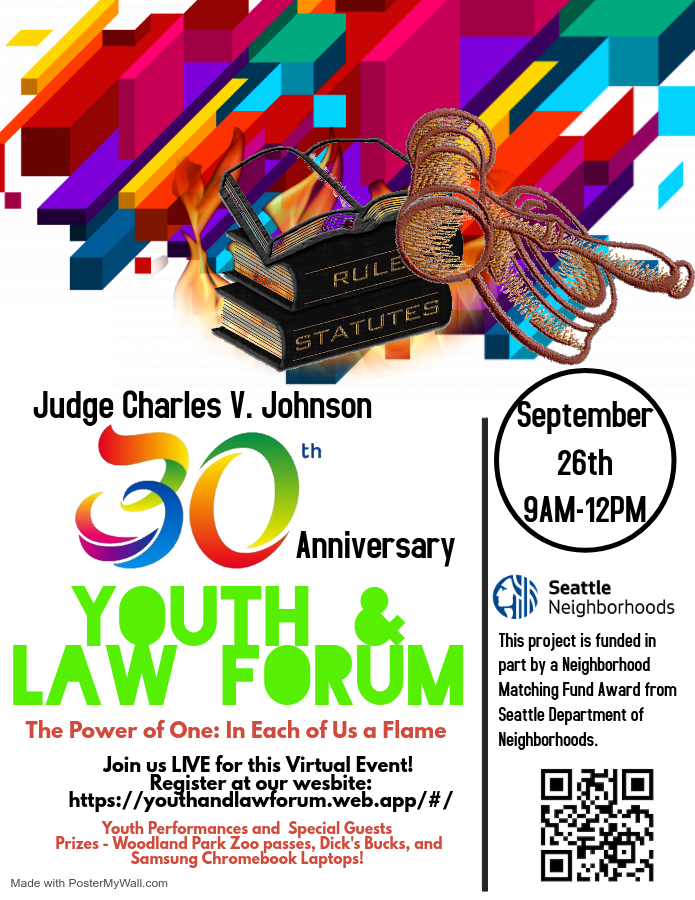 RULE
STATUTES
Judge Charles V. Johnson
30th
Anniversary
YOUTH &
LAW FORUM
The Power of One: In Each of Us a Flame
Join us LIVE for this Virtual Event!
Register at our wesbite:
https://youthandlawforum.web.app/#/
Youth Performances and Special Guests
Prizes - Woodland Park Zoo passes, Dick's Bucks, and
Samsung Chromebook Laptops!
September
26th
9AM-12PM
Seattle
Neighborhoods
This project is funded in
part by a Neighborhood
Matching Fund Award from
Seattle Department of
Neighborhoods.
Made with PosterMyWall.com